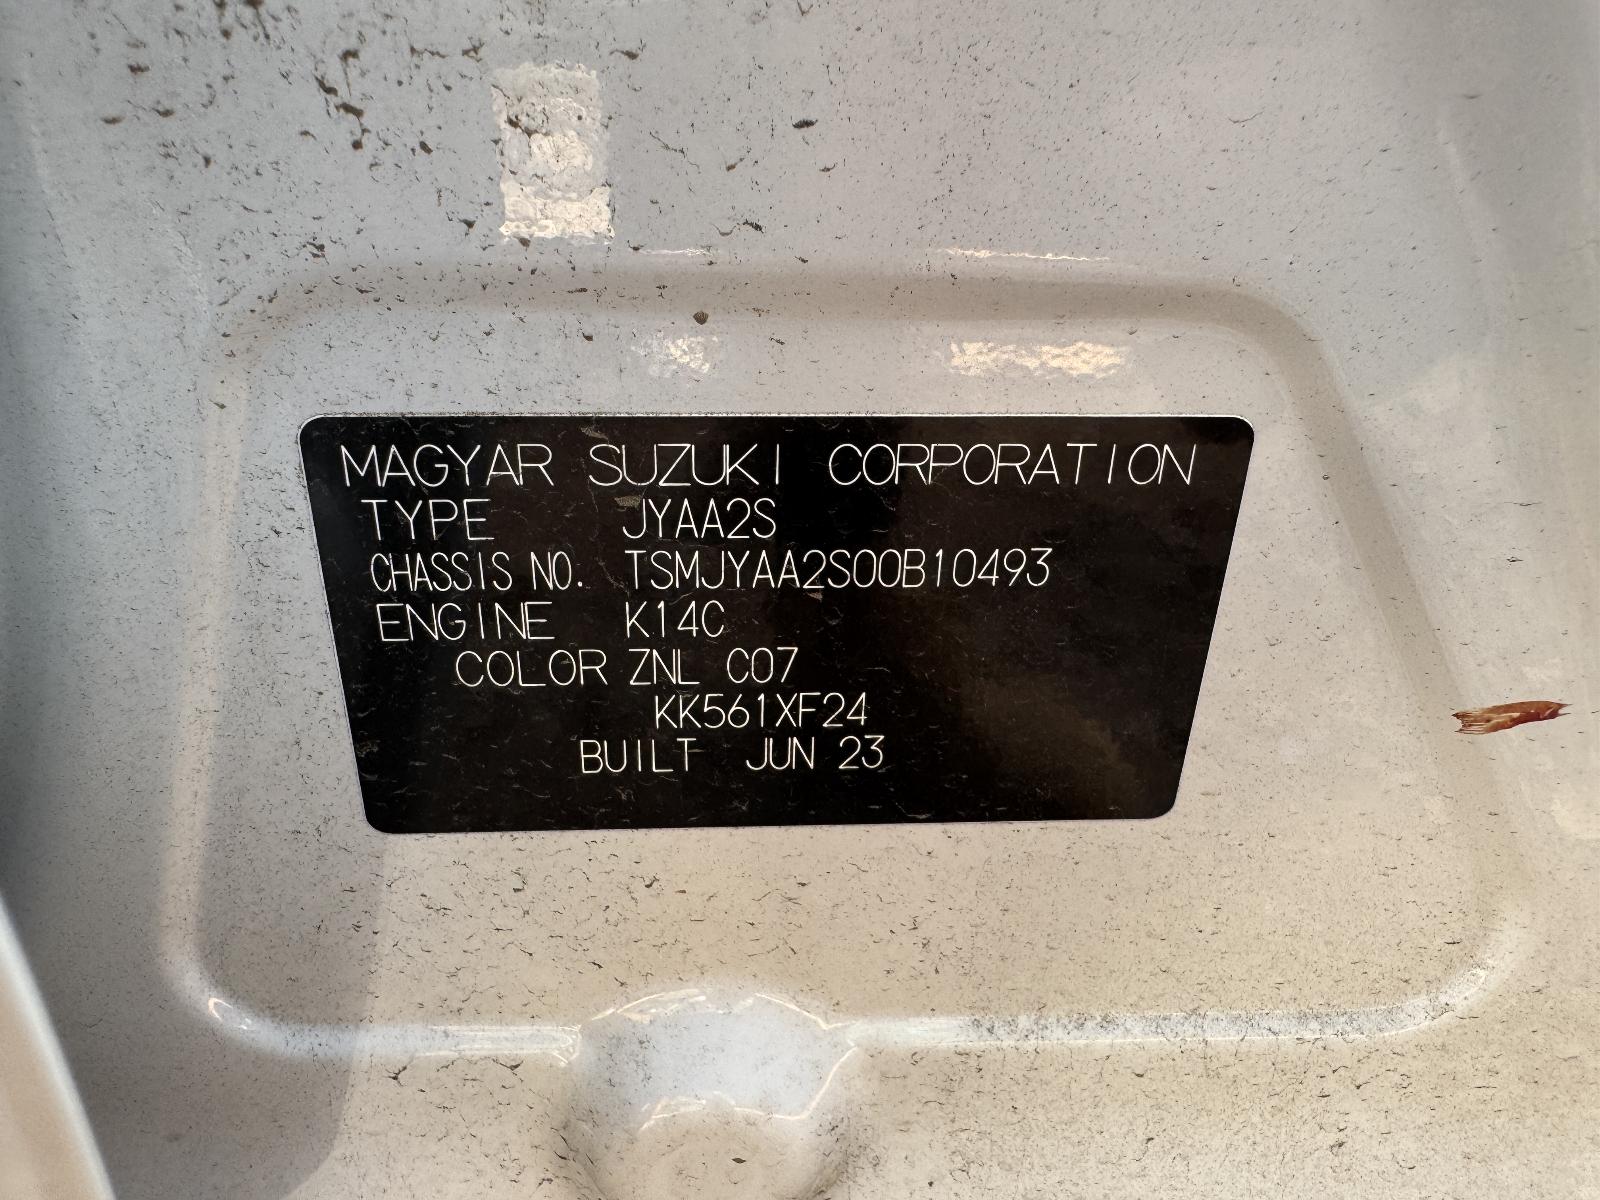 MAGYAR SUZUKI CORPORATION
TYPE JYAA2S
CHASSIS NO. TSMJYAA2S00B10493
ENGINE K14C
COLOR ZNL C07
KK561XF24
BUILT JUN 23